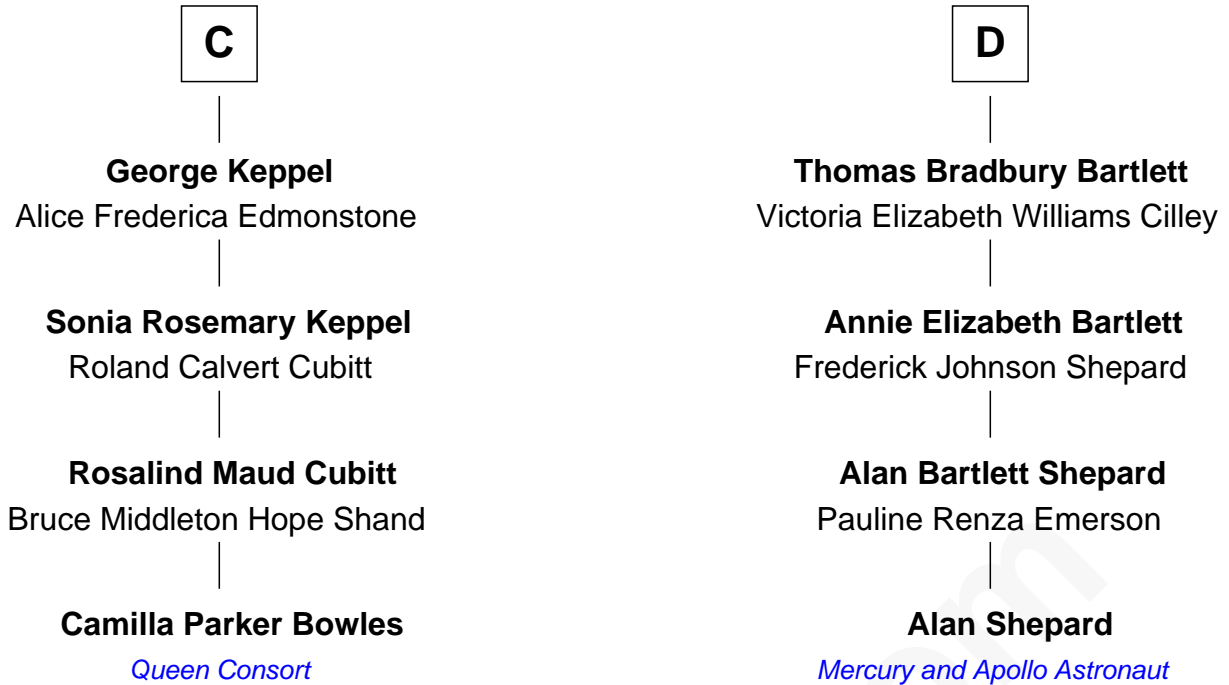 C
George Keppel
Alice Frederica Edmonstone
Sonia Rosemary Keppel
Roland Calvert Cubitt
Rosalind Maud Cubitt
Bruce Middleton Hope Shand
Camilla Parker Bowles
Queen Consort
D
Thomas Bradbury Bartlett
Victoria Elizabeth Williams Cilley
Annie Elizabeth Bartlett
Frederick Johnson Shepard
Alan Bartlett Shepard
Pauline Renza Emerson
Alan Shepard
Mercury and Apollo Astronaut